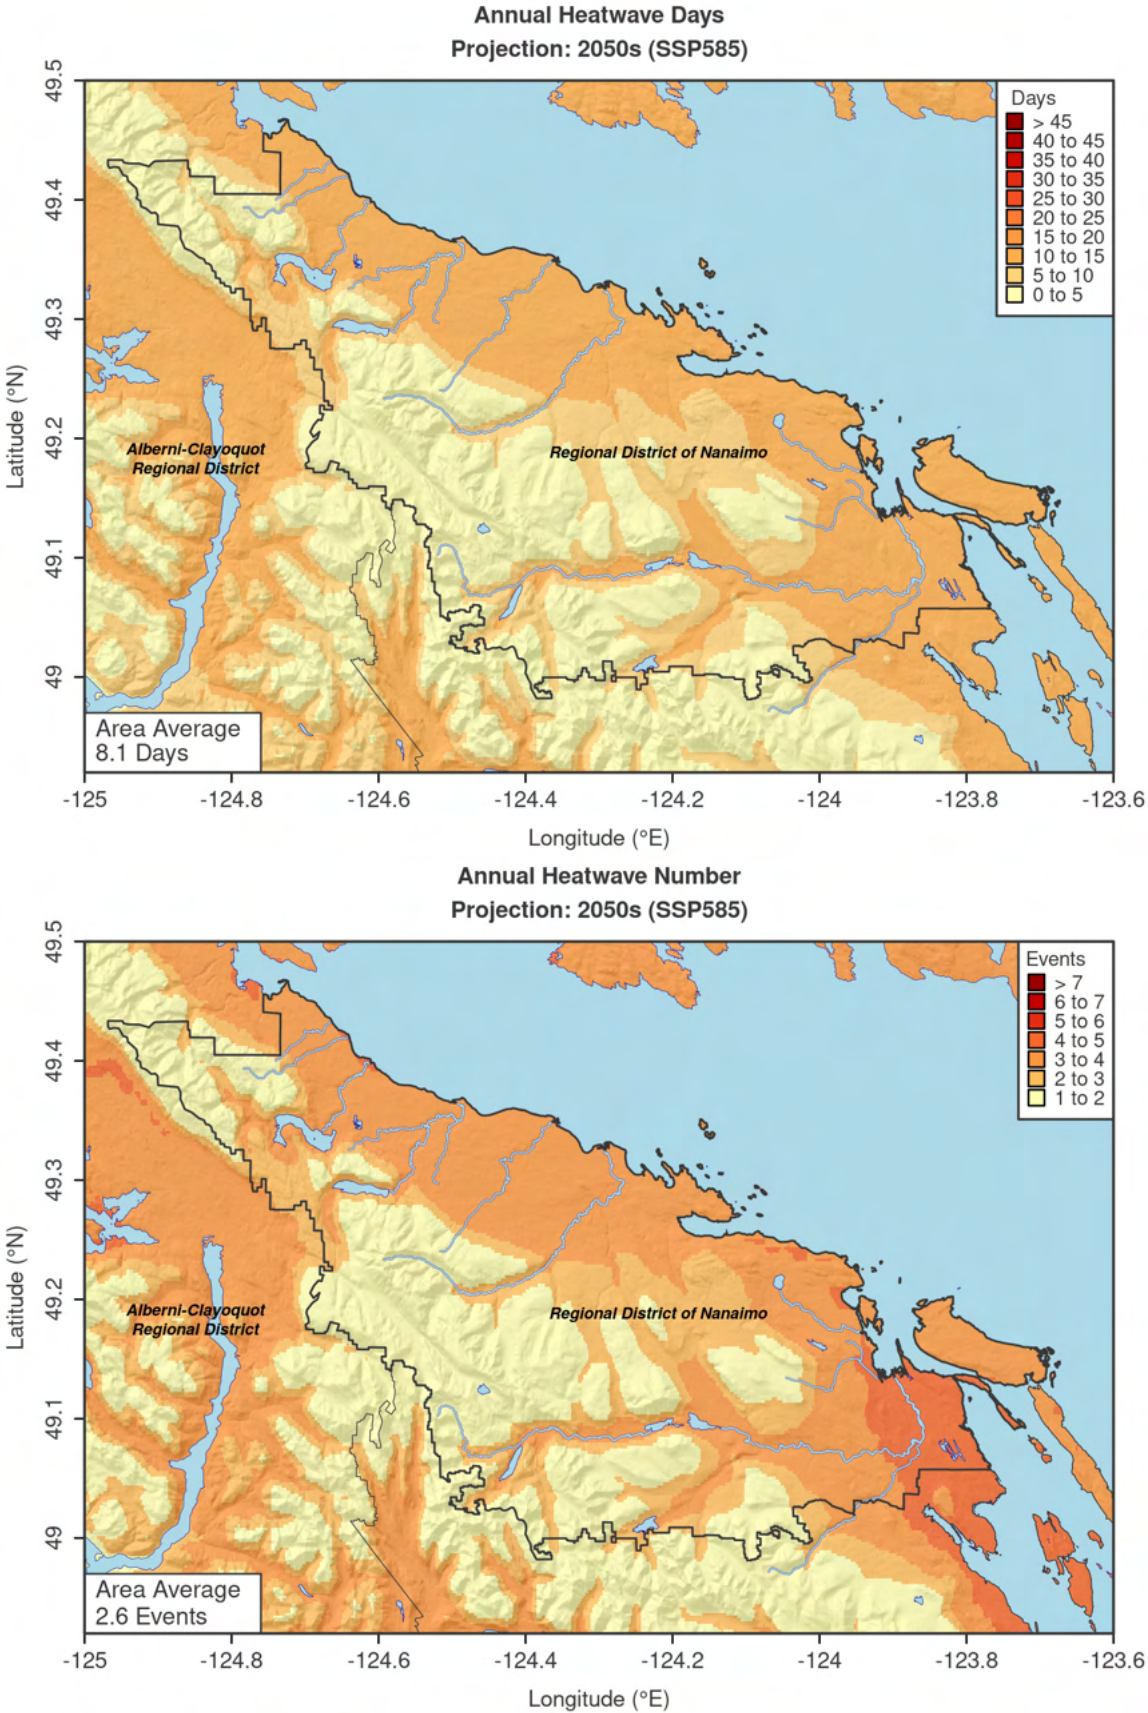 Annual Heatwave Days
Projection: 2050s (SSP585)
49.5
49.4
49.3
49.2
49.1
49
Latitude (°N)
Days
> 45
40 to 45
35 to 40
30 to 35
25 to 30
20 to 25
15 to 20
10 to 15
5 to 10
0 to 5
Alberni-Clayoquot
Regional District
Regional District of Nanaimo
Area Average
8.1 Days
-125
-124.8
-124.6
-124.4
-124.2
-124
-123.8
-123.6
Longitude (°E)
Annual Heatwave Number
Projection: 2050s (SSP585)
49.5
49.4
49.3
49.2
49.1
49
Latitude (°N)
Events
> 7
6 to 7
5 to 6
4 to 5
3 to 4
2 to 3
1 to 2
Alberni-Clayoquot
Regional District
Regional District of Nanaimo
Area Average
2.6 Events
-125
-124.8
-124.6
-124.4
-124.2
-124
-123.8
-123.6
Longitude (°E)